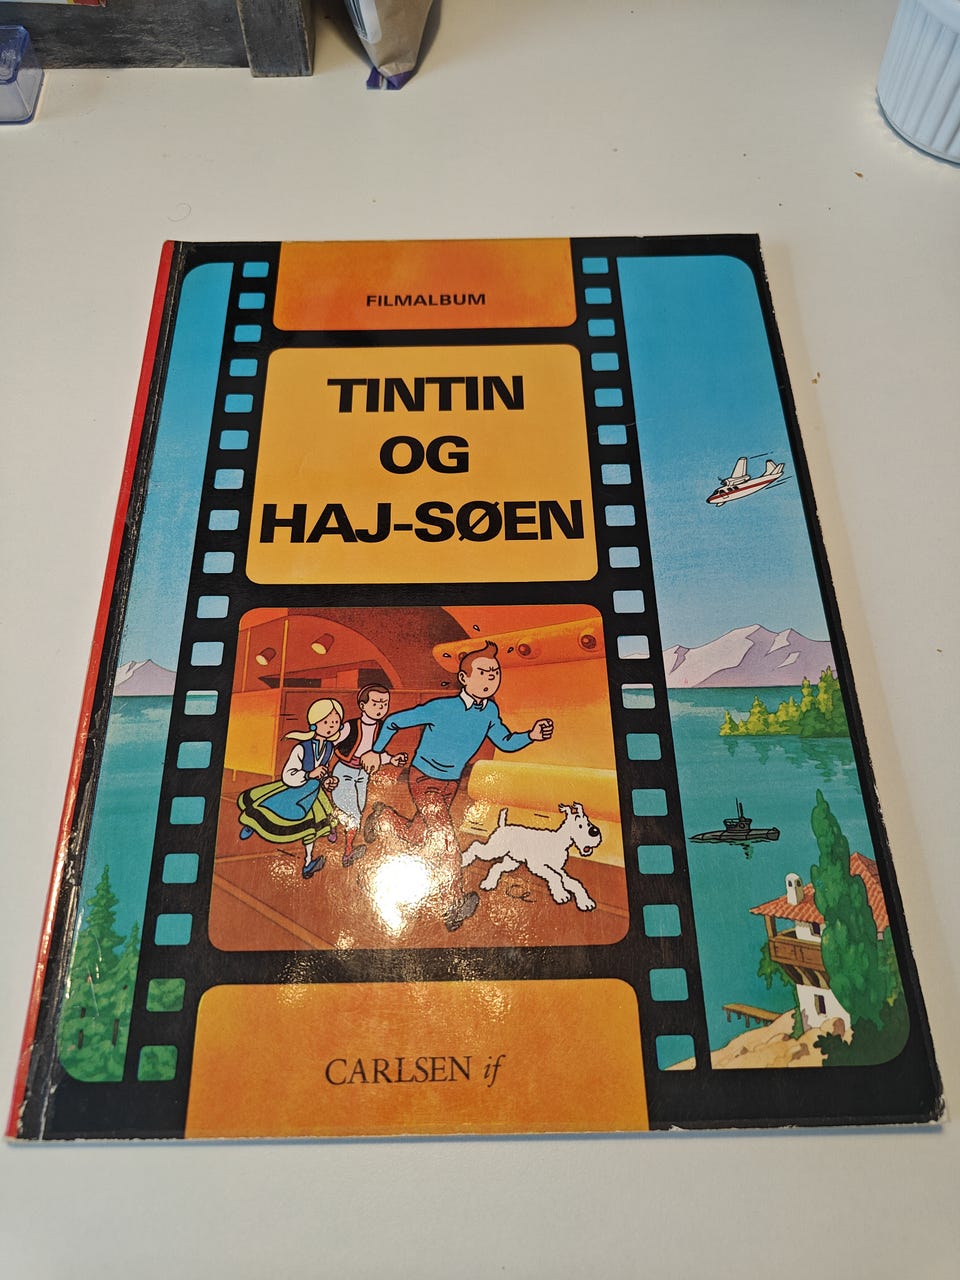 FILMALBUM
TINTIN
OG
HAJ-SØEN
CARLSEN if